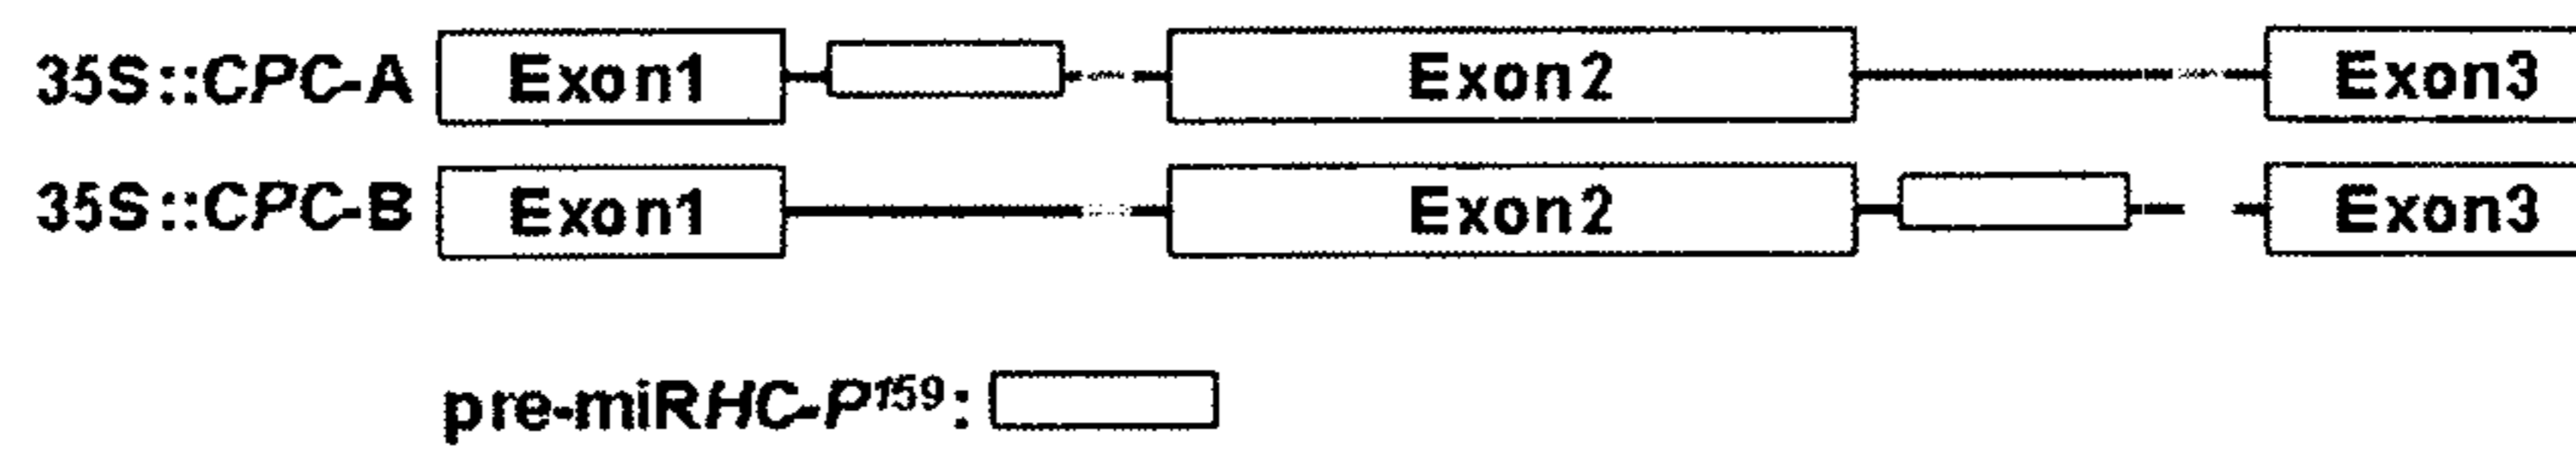 35S::CPC-A Exon1 Exon2 Exon3
35S::CPC-B Exon1 Exon2 Exon3
pre-miRHC-P¹⁵⁹: